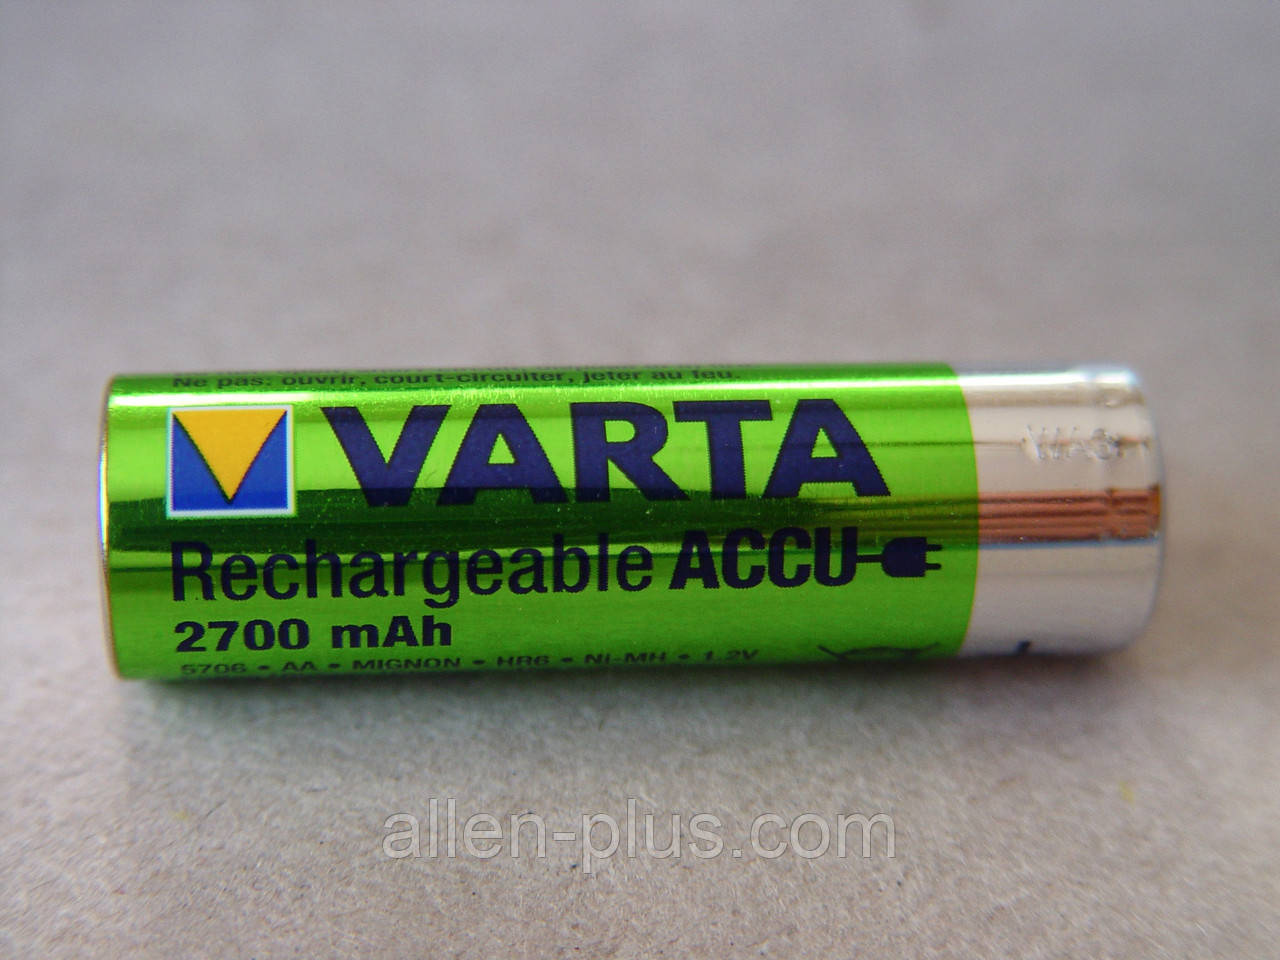 Ne pas: ouvrir, court-circuiter, jeter au feu.
VARTA
Rechargeable ACCU
2700 mAh
5706 • AA • MIGNON • HR6 • Ni-MH • 1.2V
allen-plus.com